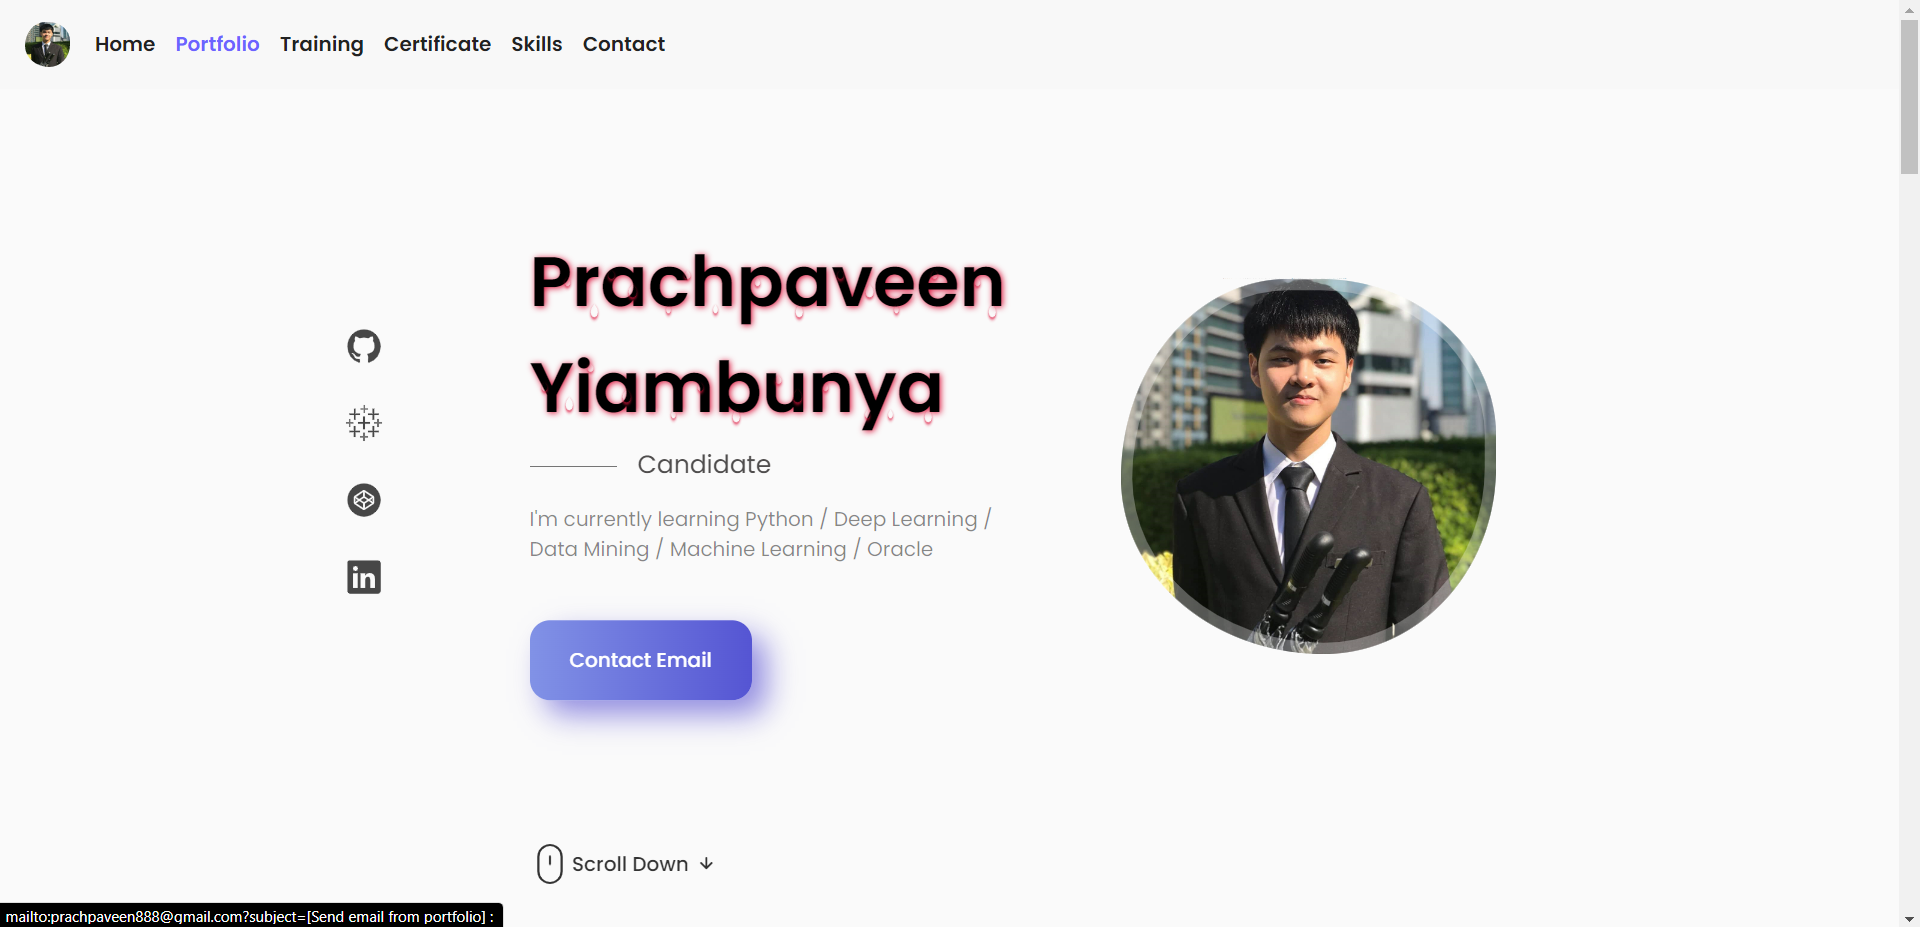 Home Portfolio Training Certificate Skills Contact
Prachpaveen
Yiambunya
Candidate
I'm currently learning Python / Deep Learning /
Data Mining / Machine Learning / Oracle
in
Contact Email
Scroll Down
mailto:prachpaveen888@gmail.com?subject=[Send email from portfolio] :